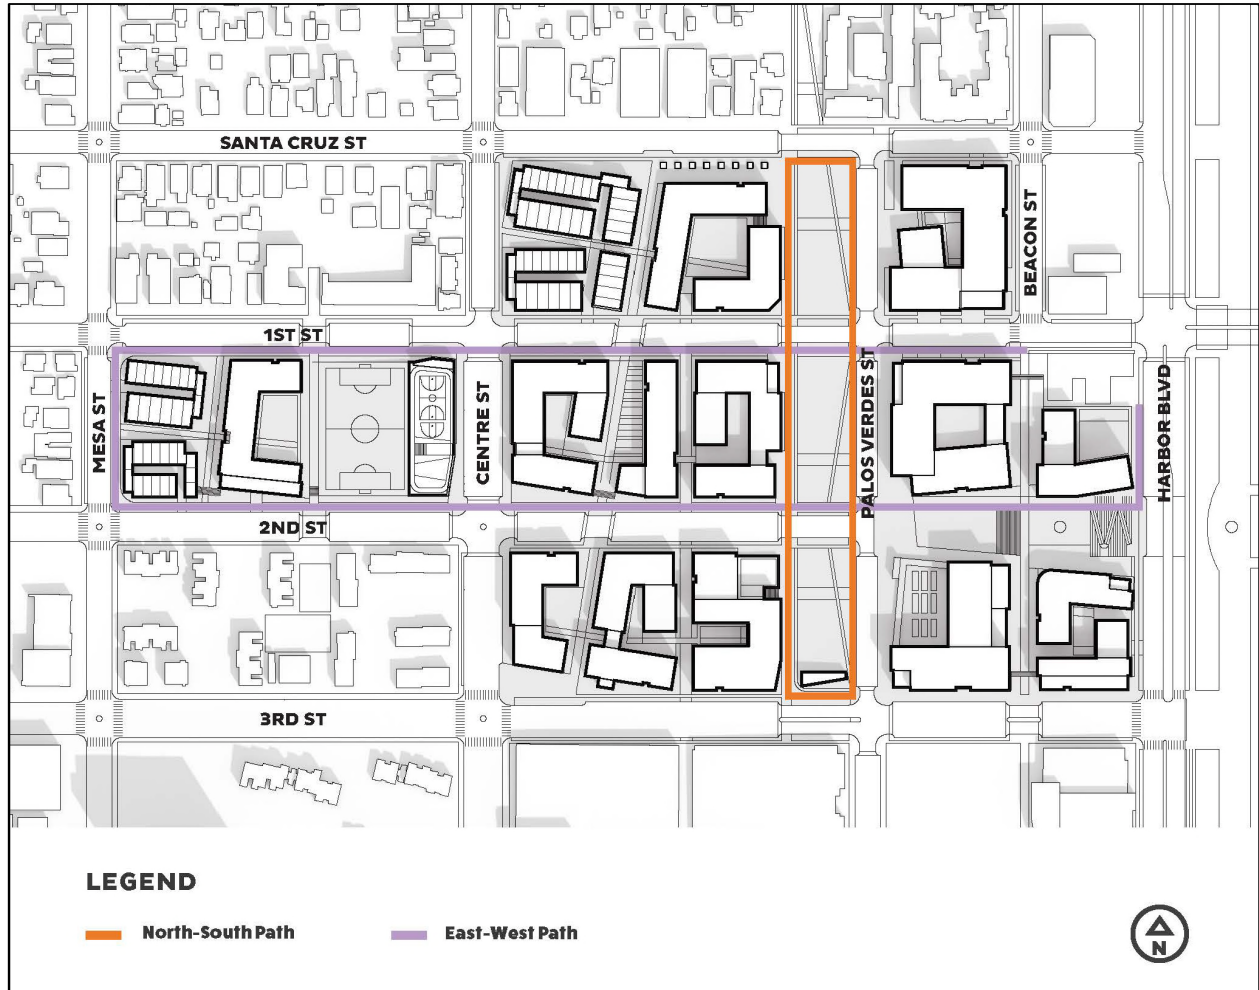 SANTA CRUZ ST
BEACON ST
1ST ST
MESA ST
CENTRE ST
PALOS VERDES ST
HARBOR BLVD
2ND ST
3RD ST
LEGEND
North-South Path
East-West Path
N